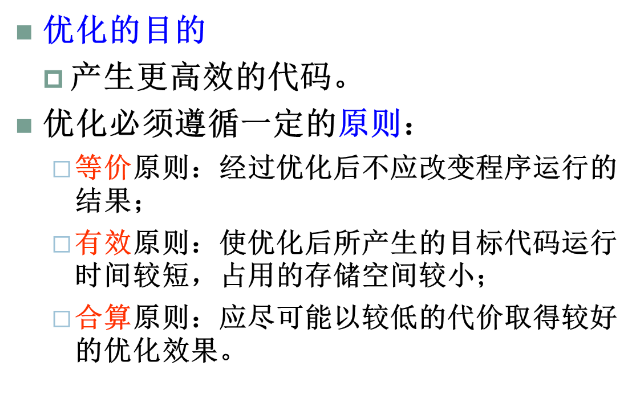 优化的目的
产生更高效的代码。
优化必须遵循一定的原则：
等价原则：经过优化后不应改变程序运行的
结果；
有效原则：使优化后所产生的目标代码运行
时间较短，占用的存储空间较小；
合算原则：应尽可能以较低的代价取得较好
的优化效果。